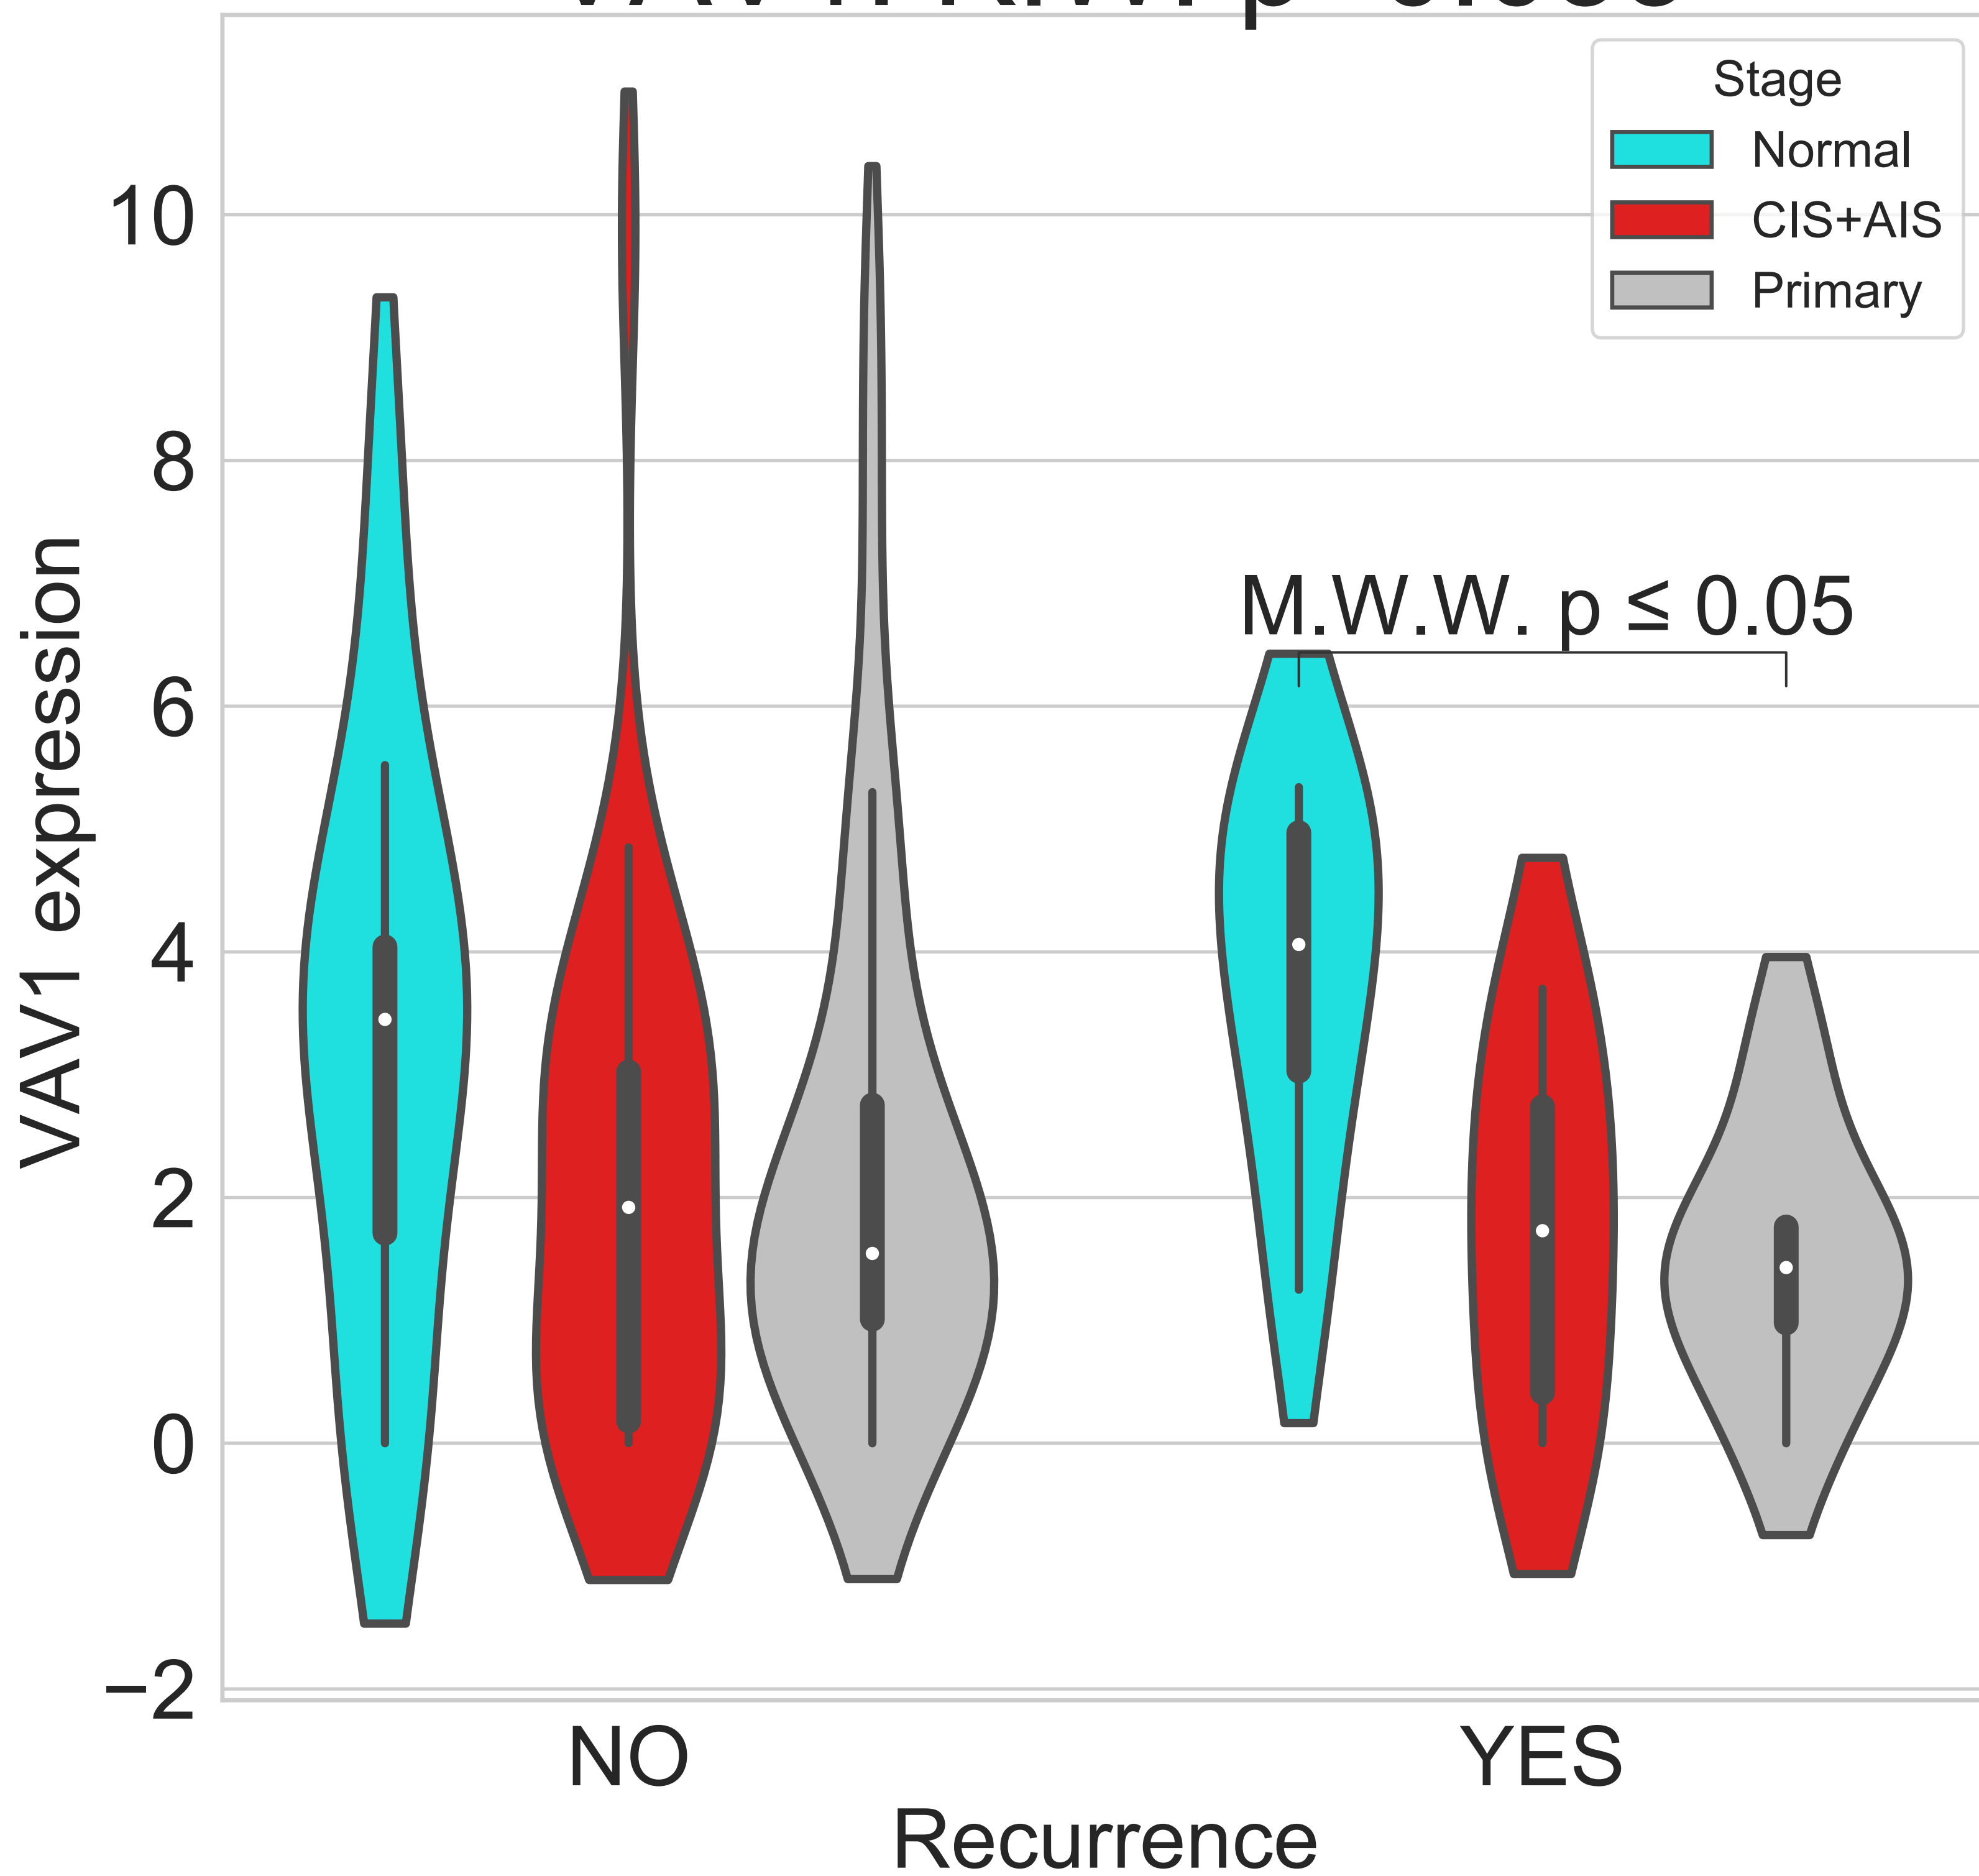 Stage
Normal
CIS+AIS
Primary
10
8
6
4
2
0
−2
VAV1 expression
M.W.W. p ≤ 0.05
NO
YES
Recurrence